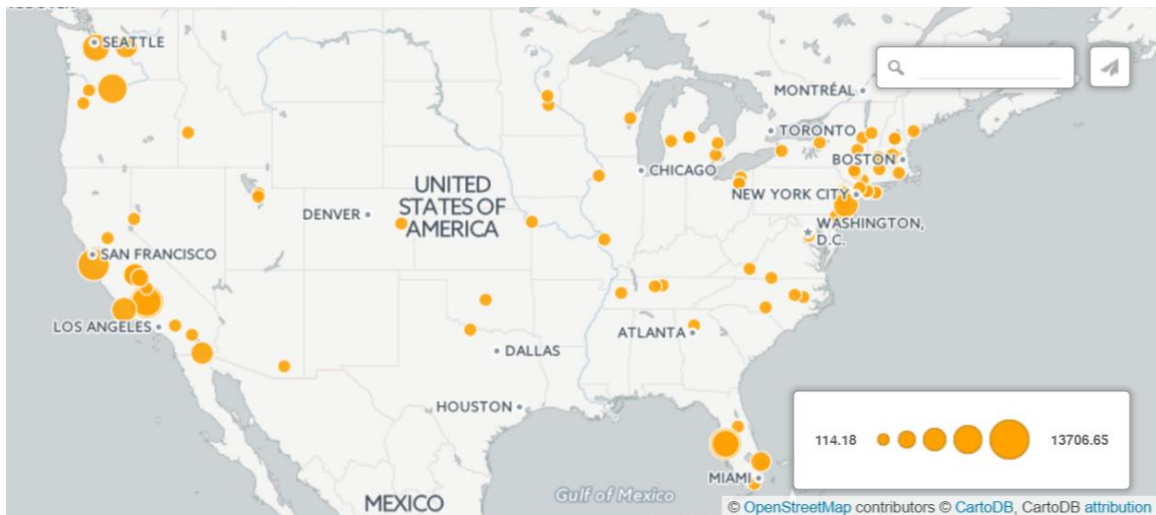 SEATTLE
MONTRÉAL
TORONTO
BOSTON
CHICAGO
UNITED
STATES OF
AMERICA
NEW YORK CITY
DENVER
WASHINGTON,
D.C.
SAN FRANCISCO
LOS ANGELES
ATLANTA
DALLAS
HOUSTON
114.18
13706.65
MIAMI
MEXICO
Gulf of Mexico
© OpenStreetMap contributors © CartoDB, CartoDB attribution